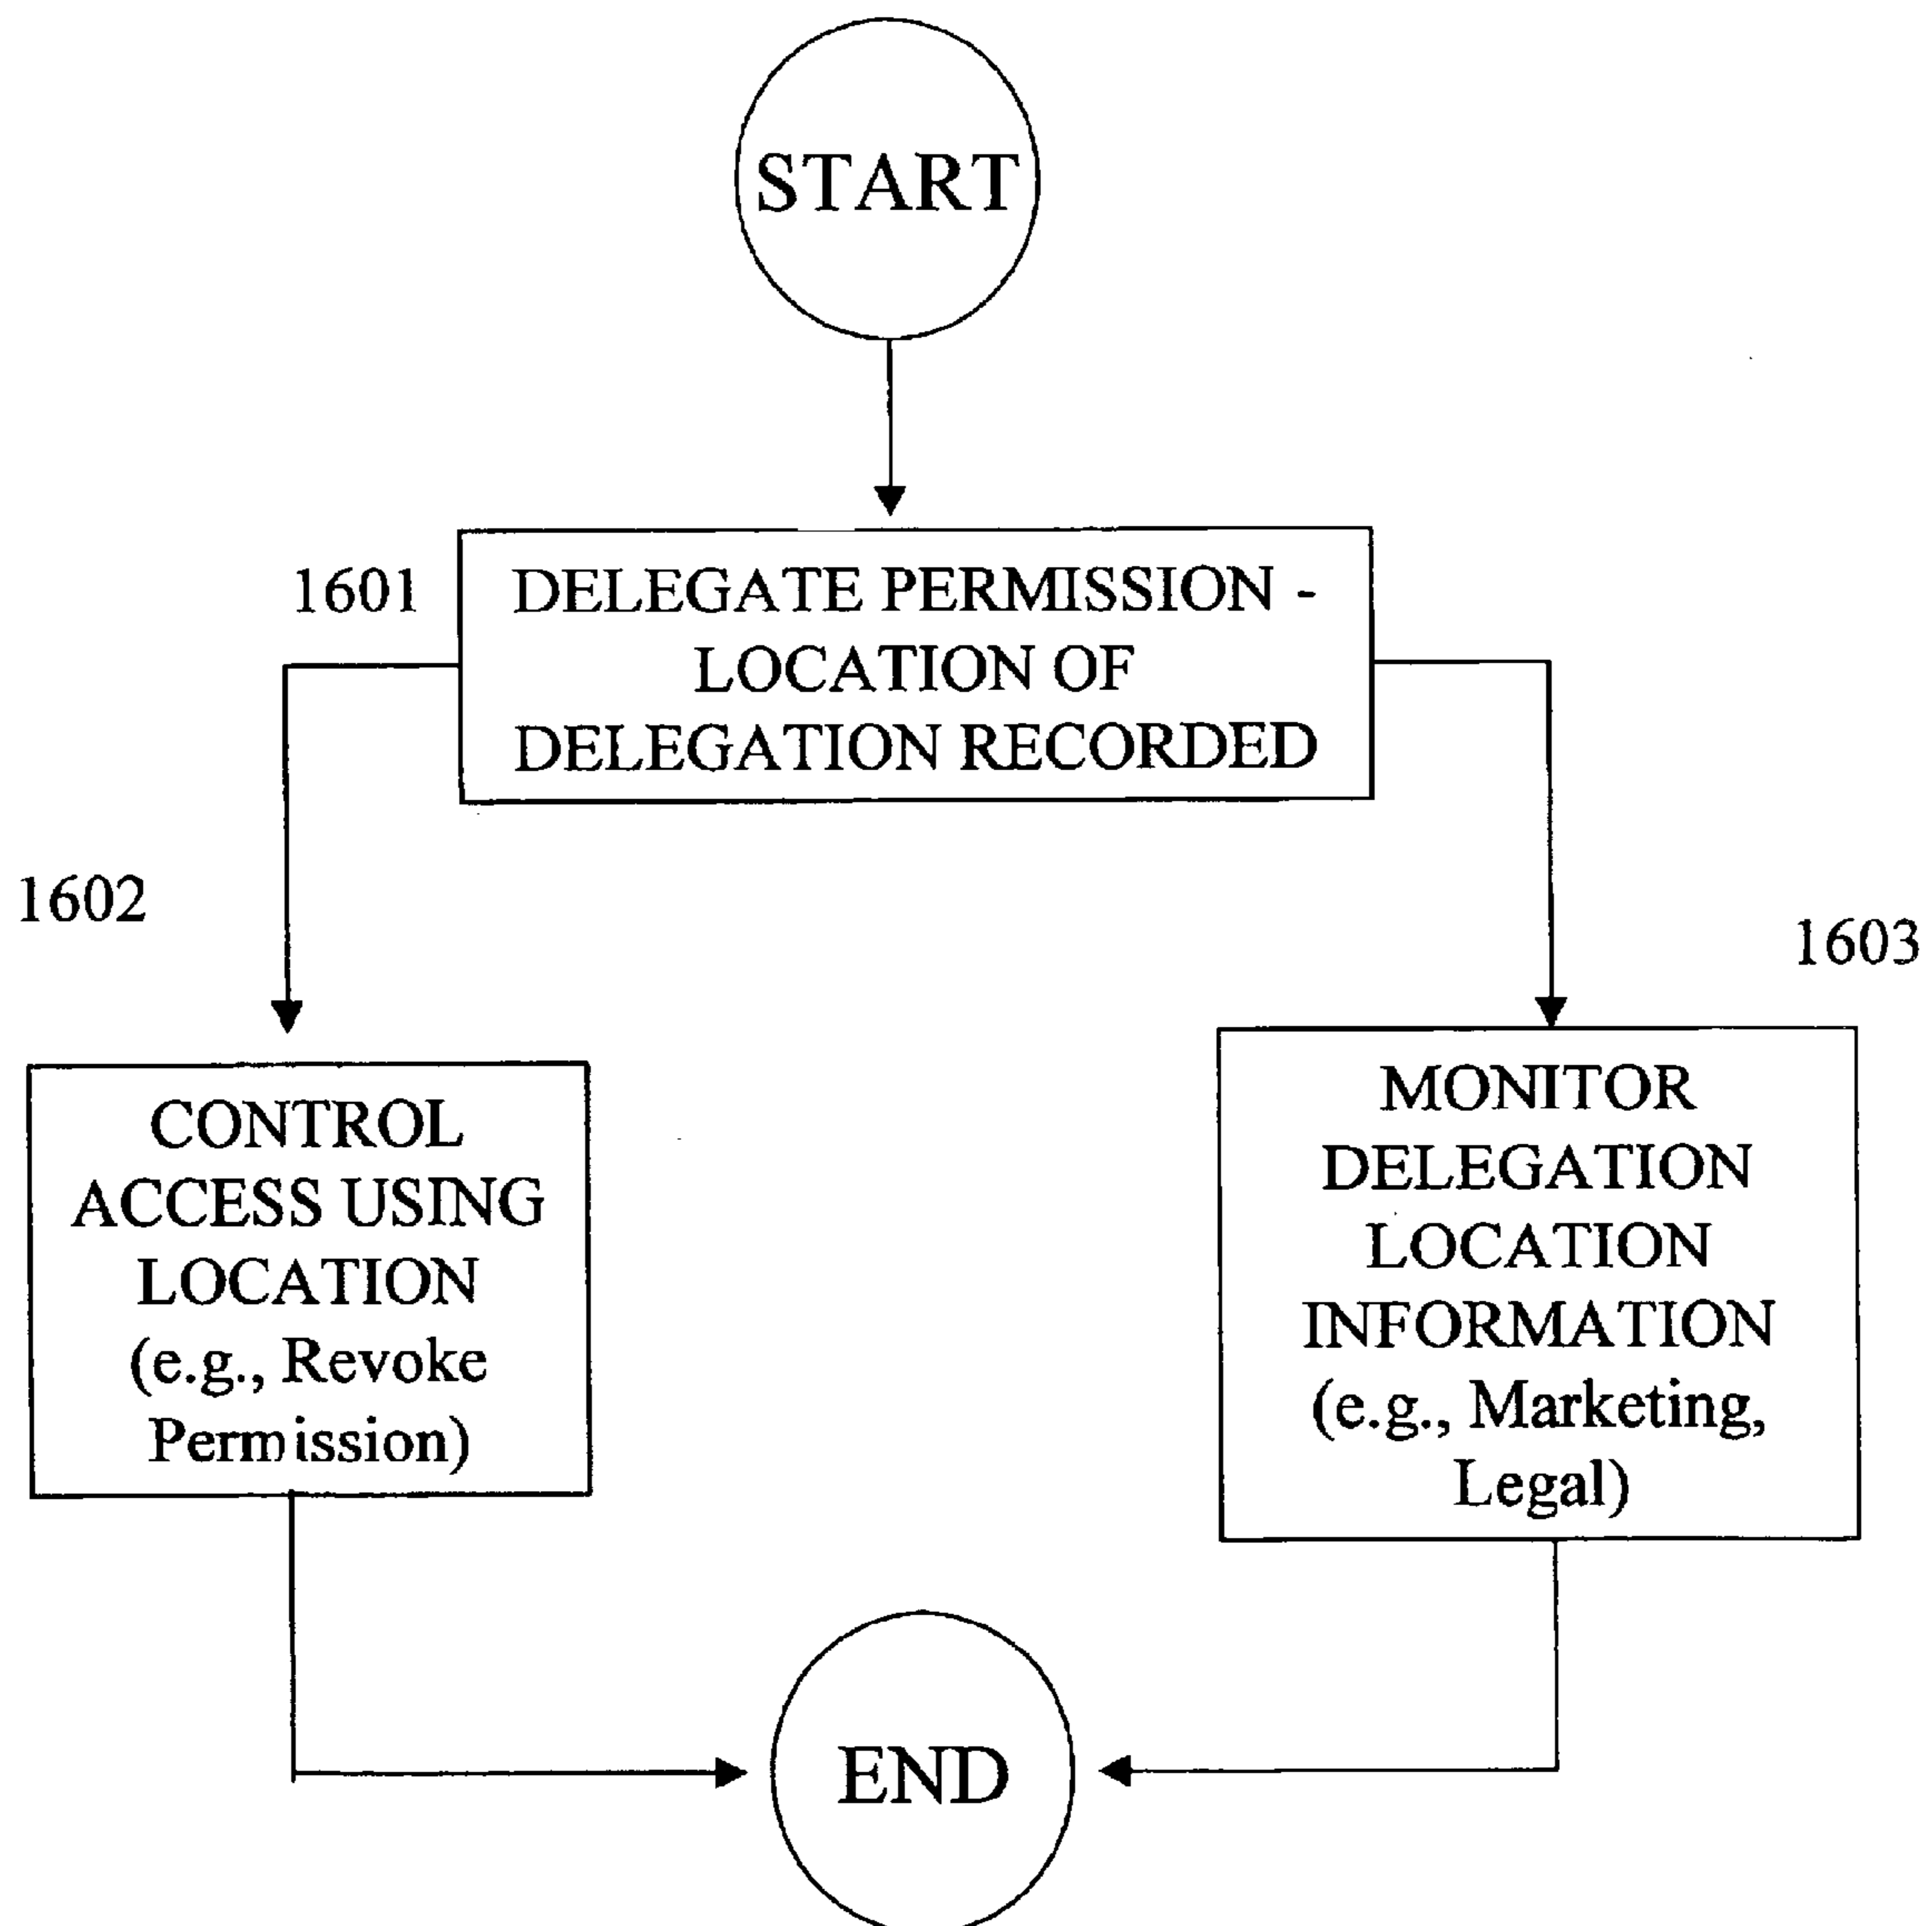 START
1601
DELEGATE PERMISSION -
LOCATION OF
DELEGATION RECORDED
1602
1603
CONTROL
ACCESS USING
LOCATION
(e.g., Revoke
Permission)
MONITOR
DELEGATION
LOCATION
INFORMATION
(e.g., Marketing,
Legal)
END